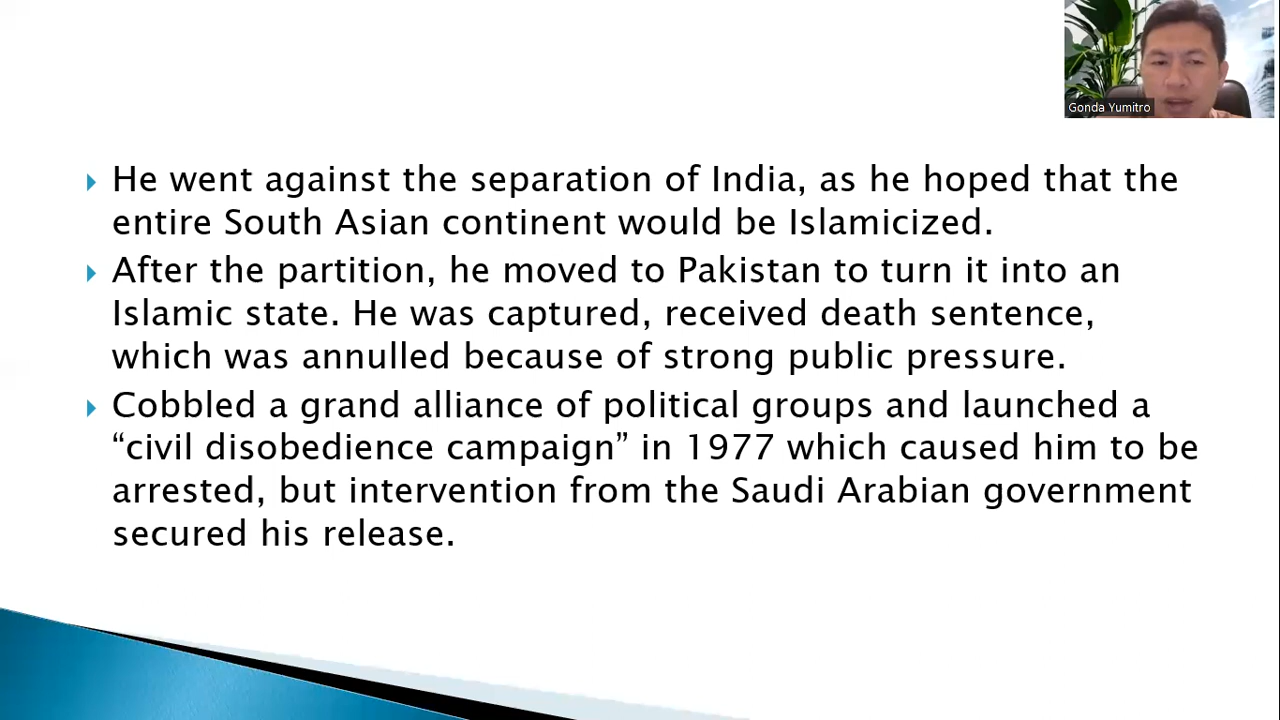 Gonda Yumitro
He went against the separation of India, as he hoped that the
entire South Asian continent would be Islamicized.
After the partition, he moved to Pakistan to turn it into an
Islamic state. He was captured, received death sentence,
which was annulled because of strong public pressure.
Cobbled a grand alliance of political groups and launched a
“civil disobedience campaign” in 1977 which caused him to be
arrested, but intervention from the Saudi Arabian government
secured his release.